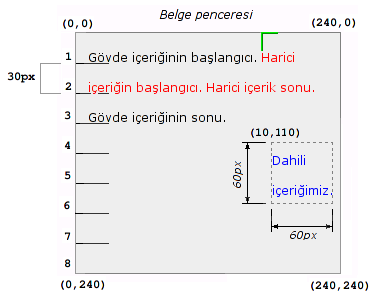 Belge penceresi
(0,0)
(240,0)
1 Gövde içeriğinin başlangıcı. Harici
30px
2 içeriğin başlangıcı. Harici içerik sonu.
3 Gövde içeriğinin sonu.
(10,110)
4
Dahili
60px
5
içeriğimiz.
6
60px
7
8
(0,240)
(240,240)